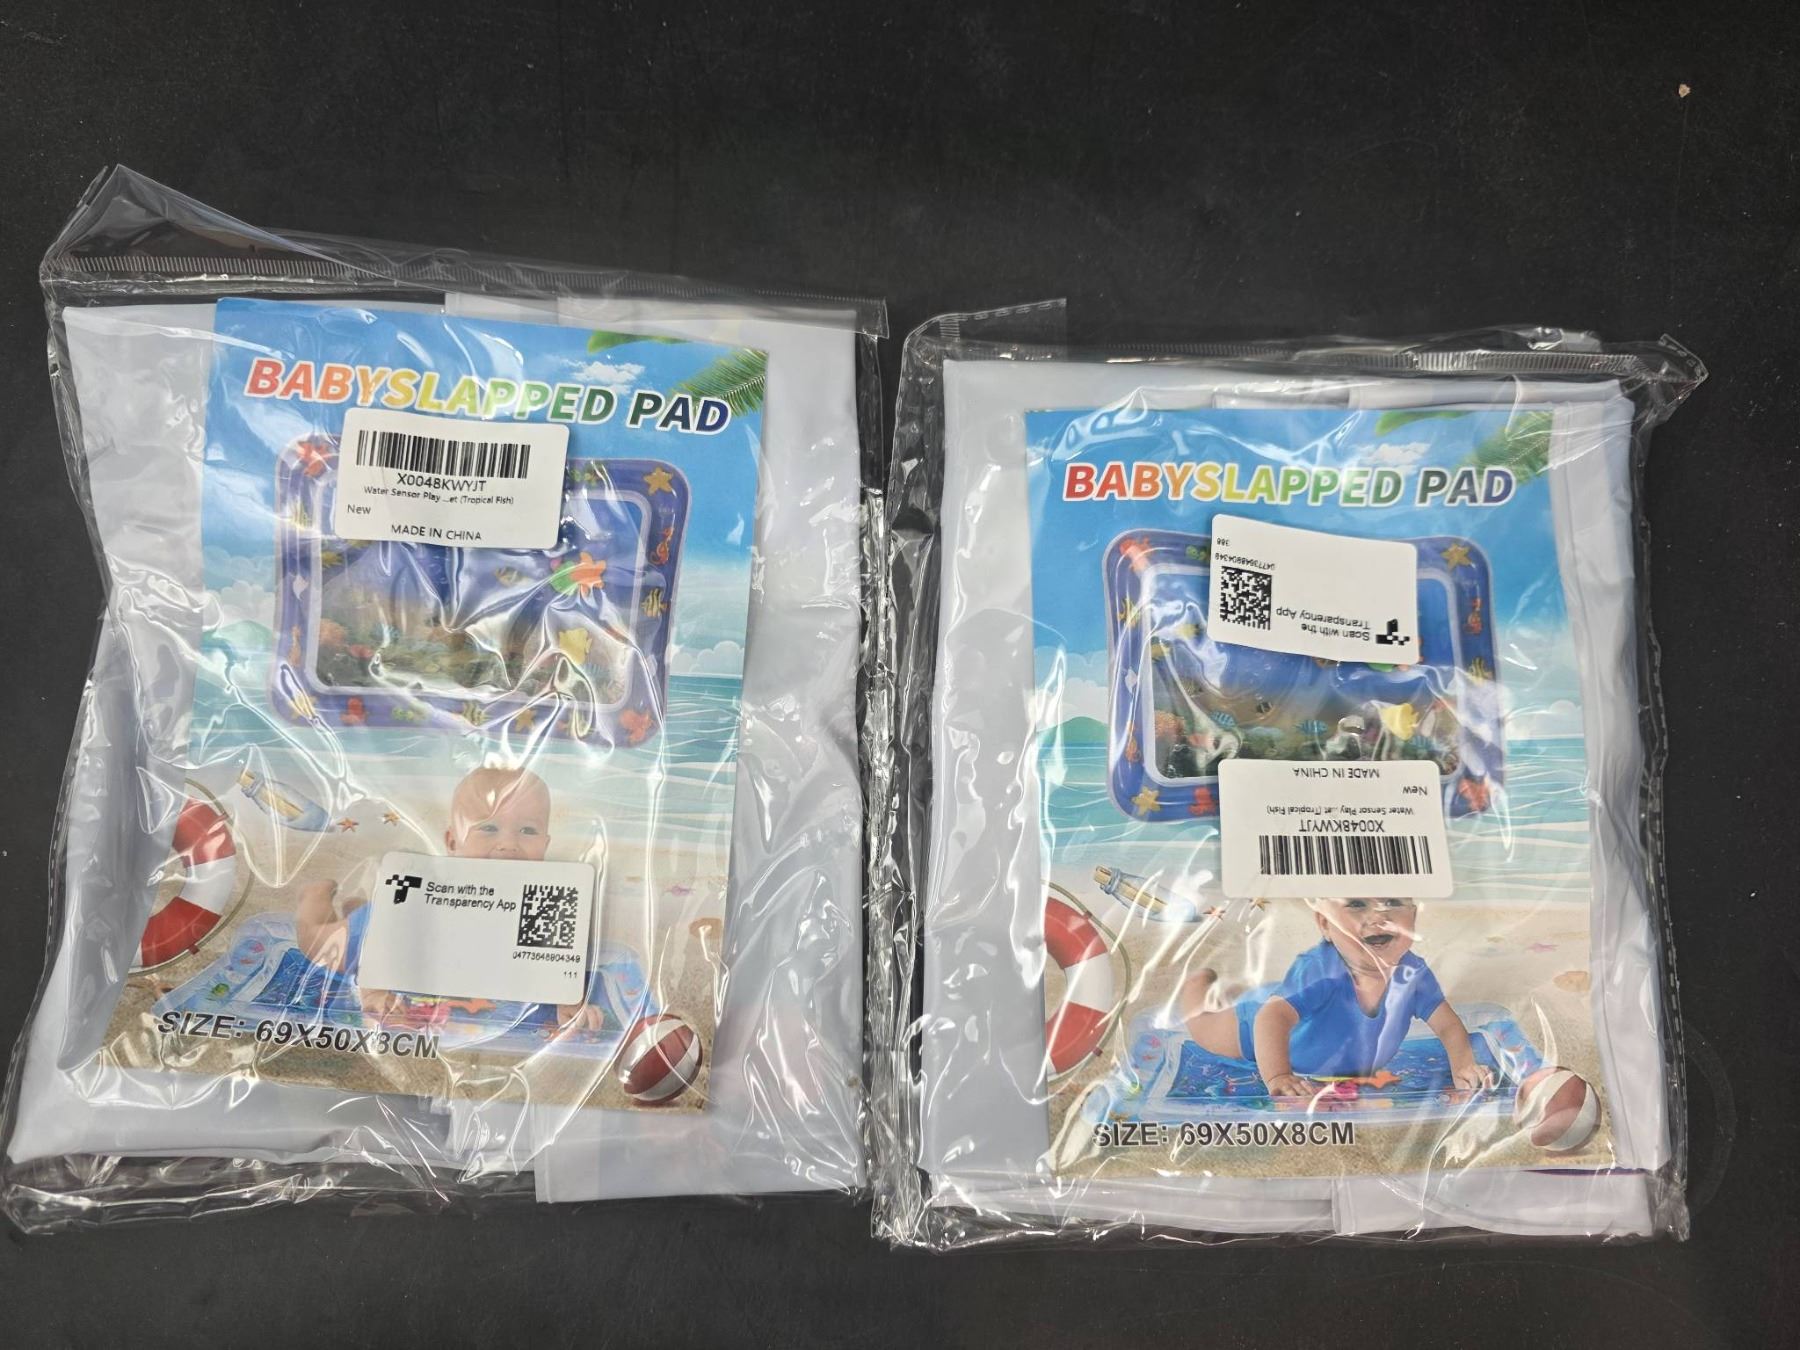 BABYSLAPPED PAD
X0048KWYJT
Water Sensor Play ...et (Tropical Fish)
New
MADE IN CHINA
Scan with the
Transparency App
04773648904349
111
SIZE: 69X50X8CM
BABYSLAPPED PAD
Scan with the
Transparency App
04773648904349
388
X0048KWYJT
Water Sensor Play ...et (Tropical Fish)
New
MADE IN CHINA
SIZE: 69X50X8CM